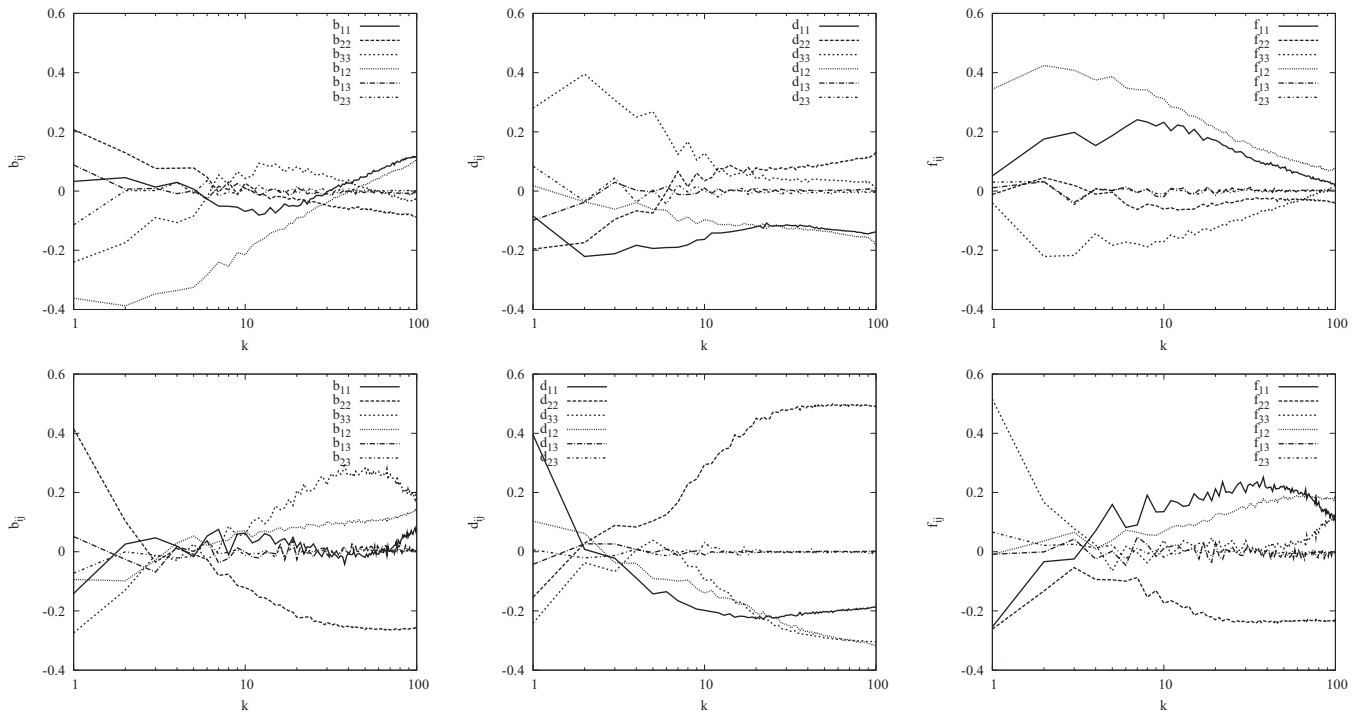 0.6
0.4
0.2
0
-0.2
-0.4
b_ij
1
10
100
k
b_11
b_22
b_33
b_12
b_13
b_23
0.6
0.4
0.2
0
-0.2
-0.4
d_ij
1
10
100
k
d_11
d_22
d_33
d_12
d_13
d_23
0.6
0.4
0.2
0
-0.2
-0.4
f_ij
1
10
100
k
f_11
f_22
f_33
f_12
f_13
f_23
0.6
0.4
0.2
0
-0.2
-0.4
b_ij
1
10
100
k
b_11
b_22
b_33
b_12
b_13
b_23
0.6
0.4
0.2
0
-0.2
-0.4
d_ij
1
10
100
k
d_11
d_22
d_33
d_12
d_13
d_23
0.6
0.4
0.2
0
-0.2
-0.4
f_ij
1
10
100
k
f_11
f_22
f_33
f_12
f_13
f_23